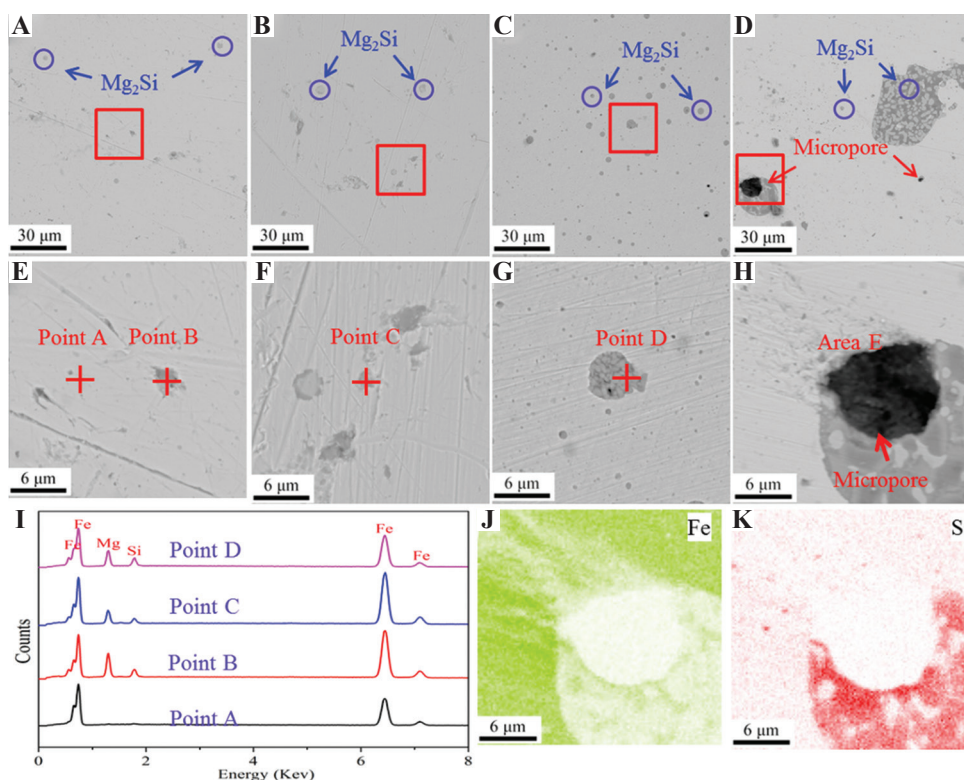 A
Mg₂Si
30 μm
B
Mg₂Si
30 μm
C
Mg₂Si
30 μm
D
Mg₂Si
Micropore
30 μm
E
Point A
Point B
6 μm
F
Point C
6 μm
G
Point D
6 μm
H
Area E
Micropore
6 μm
I
Fe
Fe
Mg
Si
Fe
Fe
Point D
Point C
Point B
Point A
Counts
0 2 4 6 8
Energy (Kev)
J
Fe
6 μm
K
S
6 μm